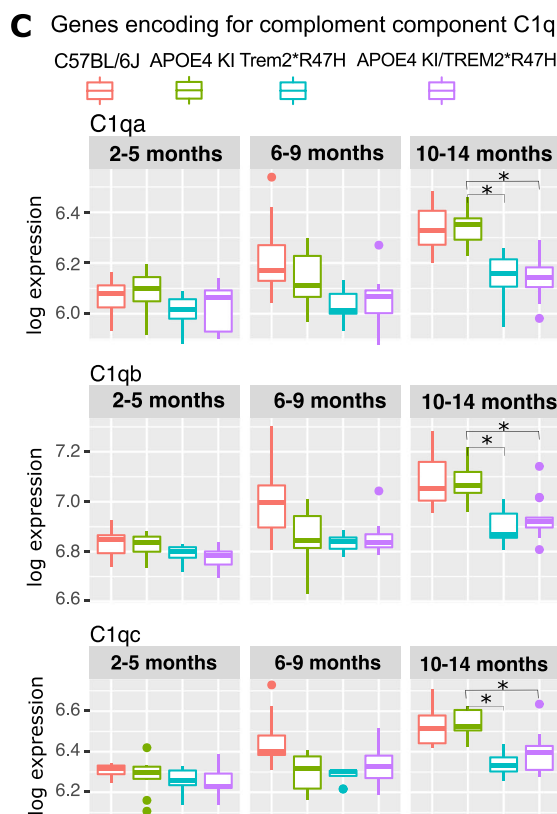 C Genes encoding for comploment component C1q
C57BL/6J APOE4 KI Trem2*R47H APOE4 KI/TREM2*R47H
C1qa
2-5 months 6-9 months 10-14 months
log expression
6.4
6.2
6.0
* *
C1qb
2-5 months 6-9 months 10-14 months
log expression
7.2
7.0
6.8
6.6
* *
C1qc
2-5 months 6-9 months 10-14 months
log expression
6.6
6.4
6.2
* *